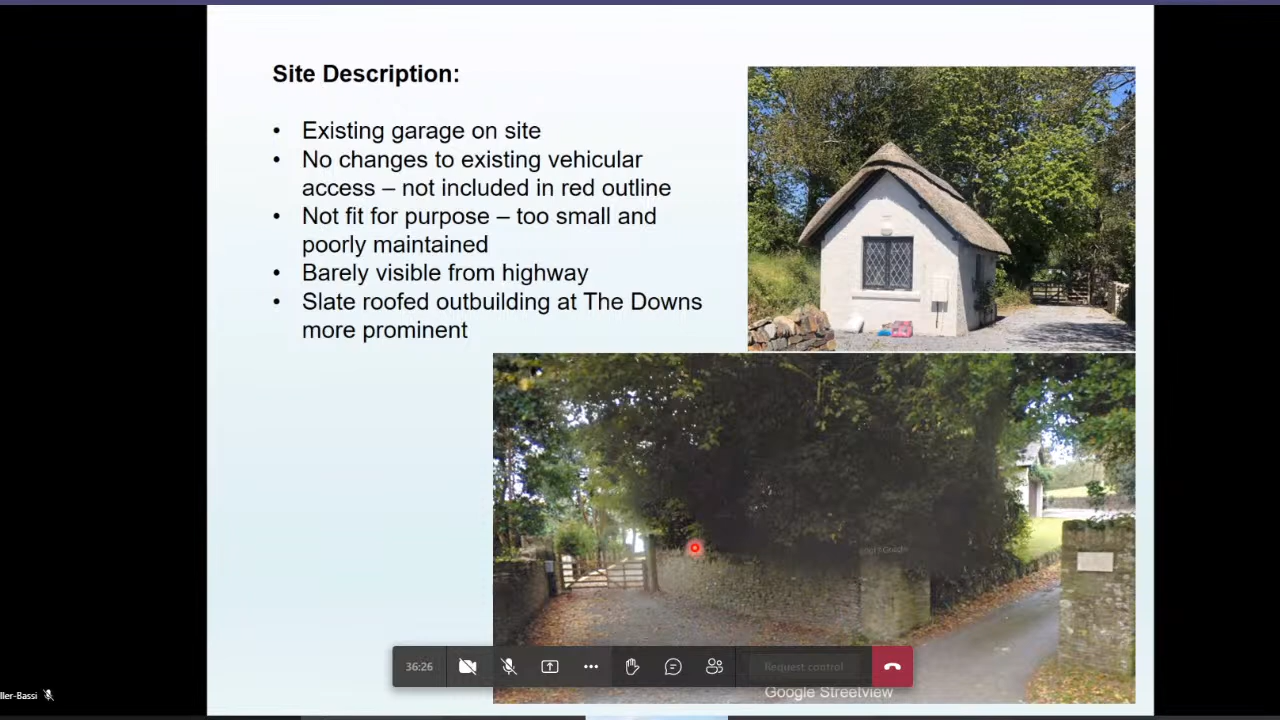 Site Description:
• Existing garage on site
• No changes to existing vehicular
access – not included in red outline
• Not fit for purpose – too small and
poorly maintained
• Barely visible from highway
• Slate roofed outbuilding at The Downs
more prominent
36:26
Request control
Google Streetview
ller-Bassi